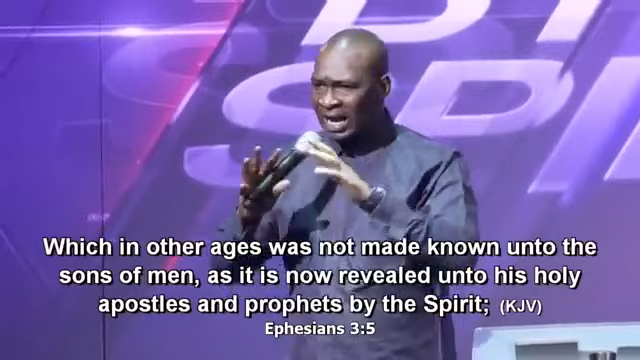 Which in other ages was not made known unto the
sons of men, as it is now revealed unto his holy
apostles and prophets by the Spirit; (KJV)
Ephesians 3:5